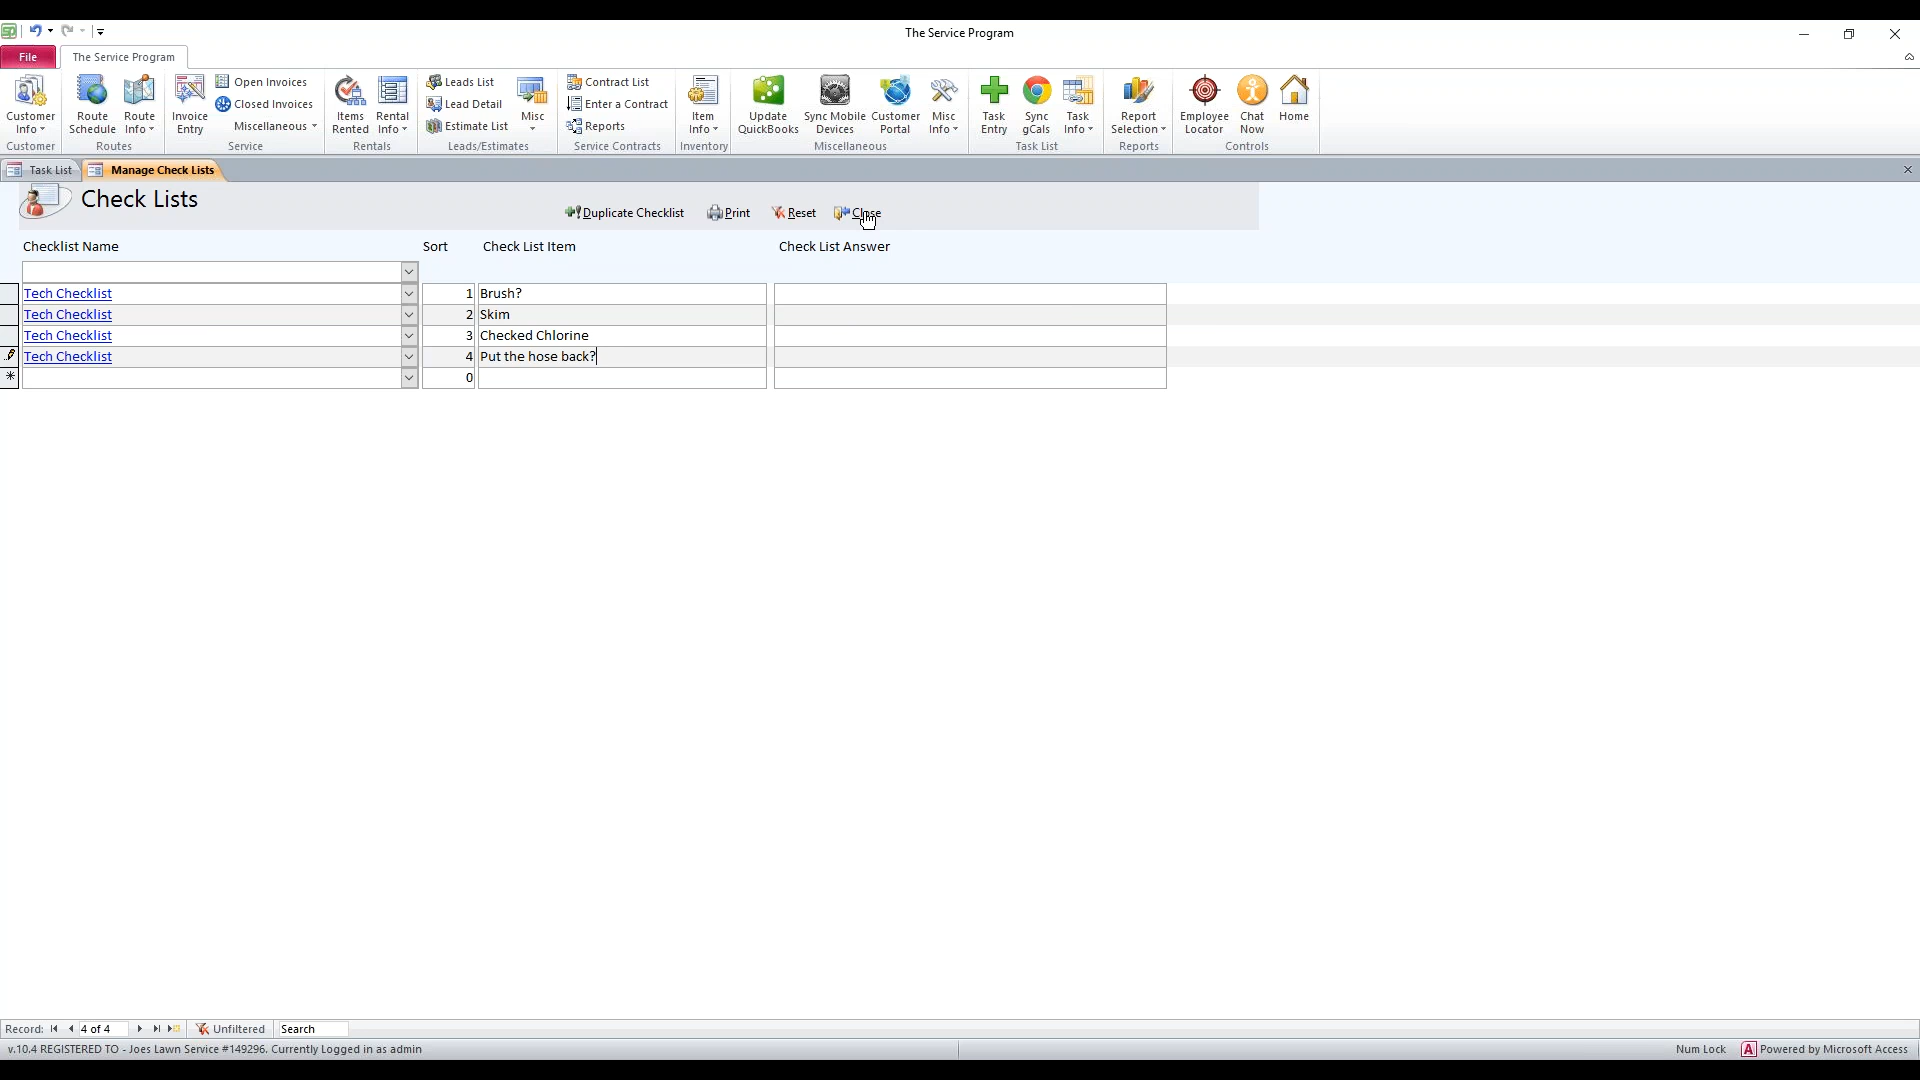 The Service Program
File
The Service Program
Customer Info
Route Schedule
Route Info
Invoice Entry
Open Invoices
Closed Invoices
Miscellaneous
Items Rented
Rental Info
Leads List
Lead Detail
Estimate List
Misc
Contract List
Enter a Contract
Reports
Item Info
Update QuickBooks
Sync Mobile Devices
Customer Portal
Misc Info
Task Entry
Sync gCals
Task Info
Report Selection
Employee Locator
Chat Now
Home
Customer
Routes
Service
Rentals
Leads/Estimates
Service Contracts
Inventory
Miscellaneous
Task List
Reports
Controls
Task List
Manage Check Lists
Check Lists
Duplicate Checklist
Print
Reset
Close
Checklist Name
Sort
Check List Item
Check List Answer
Tech Checklist 1 Brush?
Tech Checklist 2 Skim
Tech Checklist 3 Checked Chlorine
Tech Checklist 4 Put the hose back?
0
Record: 4 of 4 Unfiltered Search
v.10.4 REGISTERED TO - Joes Lawn Service #149296. Currently Logged in as admin
Num Lock
Powered by Microsoft Access